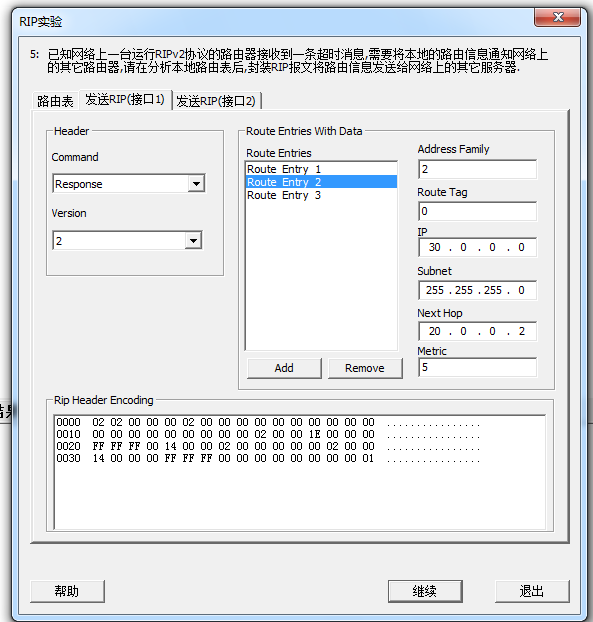 RIP实验
5: 已知网络上一台运行RIPv2协议的路由器接收到一条超时消息,需要将本地的路由信息通知网络上
的其它路由器,请在分析本地路由表后,封装RIP报文将路由信息发送给网络上的其它服务器.
路由表 发送RIP(接口1) 发送RIP(接口2)
Header
Command
Response
Version
2
Route Entries With Data
Route Entries
Route Entry 1
Route Entry 2
Route Entry 3
Add Remove
Address Family
2
Route Tag
0
IP
30 . 0 . 0 . 0
Subnet
255 . 255 . 255 . 0
Next Hop
20 . 0 . 0 . 2
Metric
5
Rip Header Encoding
0000 02 02 00 00 00 02 00 00 00 00 00 00 00 00 00 00 ................
0010 00 00 00 00 00 00 00 00 00 02 00 00 1E 00 00 00 ................
0020 FF FF FF 00 14 00 00 02 00 00 00 00 00 02 00 00 ................
0030 14 00 00 00 FF FF FF 00 00 00 00 00 00 00 00 01 ................
帮助 继续 退出